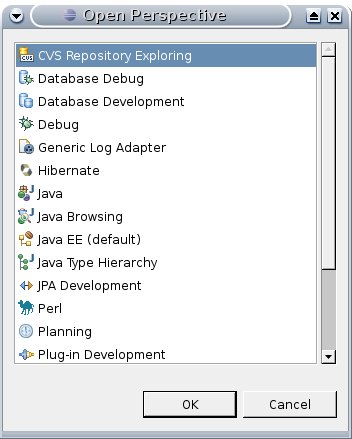 Open Perspective
CVS Repository Exploring
Database Debug
Database Development
Debug
Generic Log Adapter
Hibernate
Java
Java Browsing
Java EE (default)
Java Type Hierarchy
JPA Development
Perl
Planning
Plug-in Development
OK
Cancel